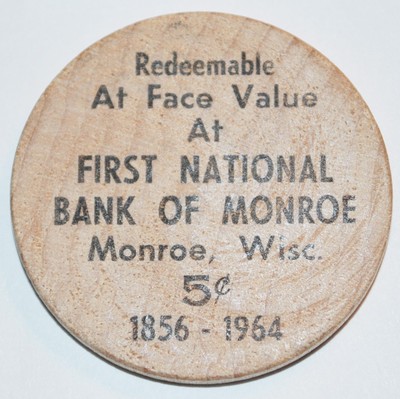 Redeemable
At Face Value
At
FIRST NATIONAL
BANK OF MONROE
Monroe, Wisc.
5¢
1856 - 1964